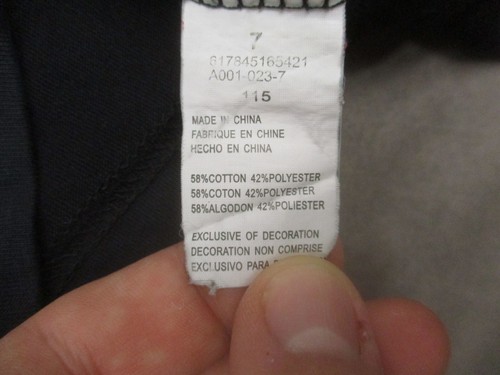 7
617845165421
A001-023-7
115
MADE IN CHINA
FABRIQUE EN CHINE
HECHO EN CHINA
58%COTTON 42%POLYESTER
58%COTON 42%POLYESTER
58%ALGODON 42%POLIESTER
EXCLUSIVE OF DECORATION
DECORATION NON COMPRISE
EXCLUSIVO PARA